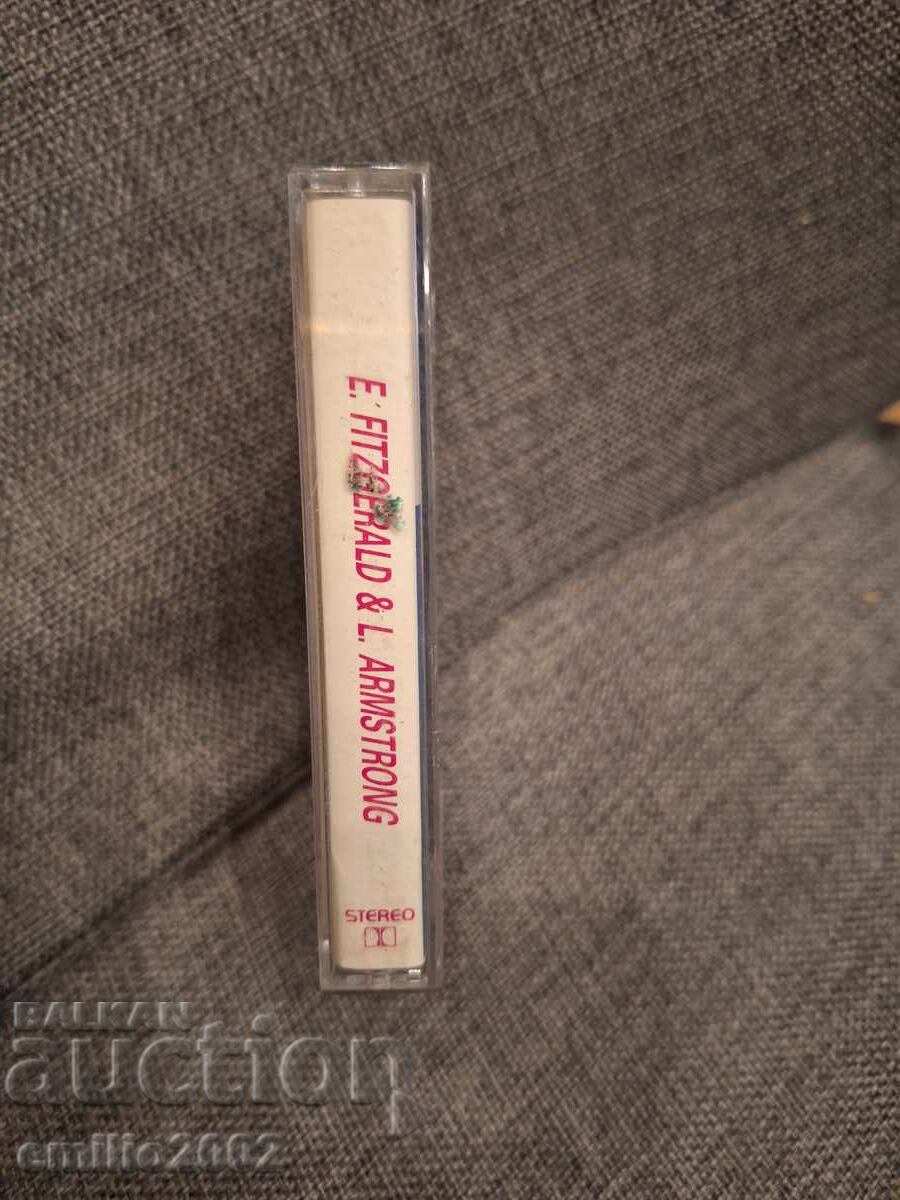 E. FITZGERALD & L. ARMSTRONG
STEREO
BALKAN
auction
emilio2002